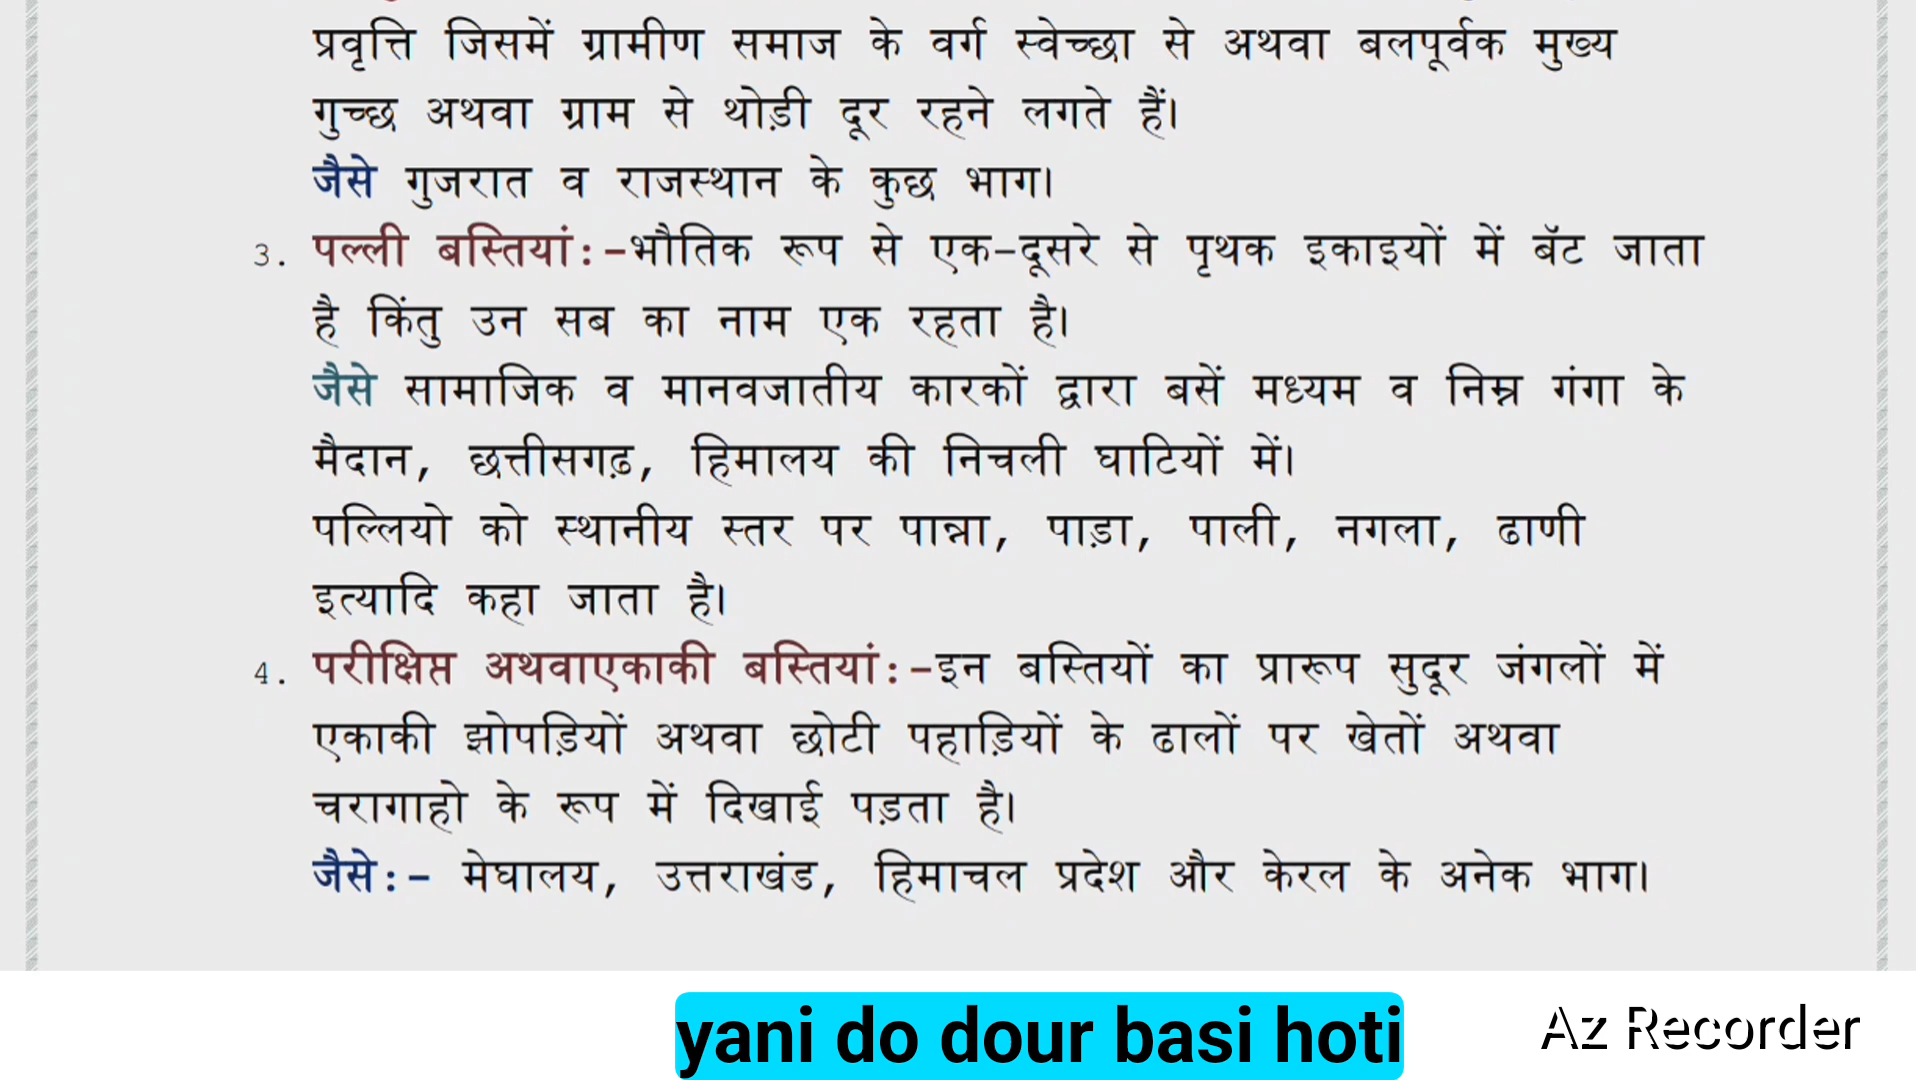 प्रवृत्ति जिसमें ग्रामीण समाज के वर्ग स्वेच्छा से अथवा बलपूर्वक मुख्य
गुच्छ अथवा ग्राम से थोड़ी दूर रहने लगते हैं।
जैसे गुजरात व राजस्थान के कुछ भाग।
3. पल्ली बस्तियां:-भौतिक रूप से एक-दूसरे से पृथक इकाइयों में बॅट जाता
है किंतु उन सब का नाम एक रहता है।
जैसे सामाजिक व मानवजातीय कारकों द्वारा बसें मध्यम व निम्न गंगा के
मैदान, छत्तीसगढ़, हिमालय की निचली घाटियों में।
पल्लियो को स्थानीय स्तर पर पान्ना, पाड़ा, पाली, नगला, ढाणी
इत्यादि कहा जाता है।
4. परीक्षिप्त अथवाएकाकी बस्तियां:-इन बस्तियों का प्रारूप सुदूर जंगलों में
एकाकी झोपड़ियों अथवा छोटी पहाड़ियों के ढालों पर खेतों अथवा
चरागाहो के रूप में दिखाई पड़ता है।
जैसे:- मेघालय, उत्तराखंड, हिमाचल प्रदेश और केरल के अनेक भाग।
yani do dour basi hoti
Az Recorder